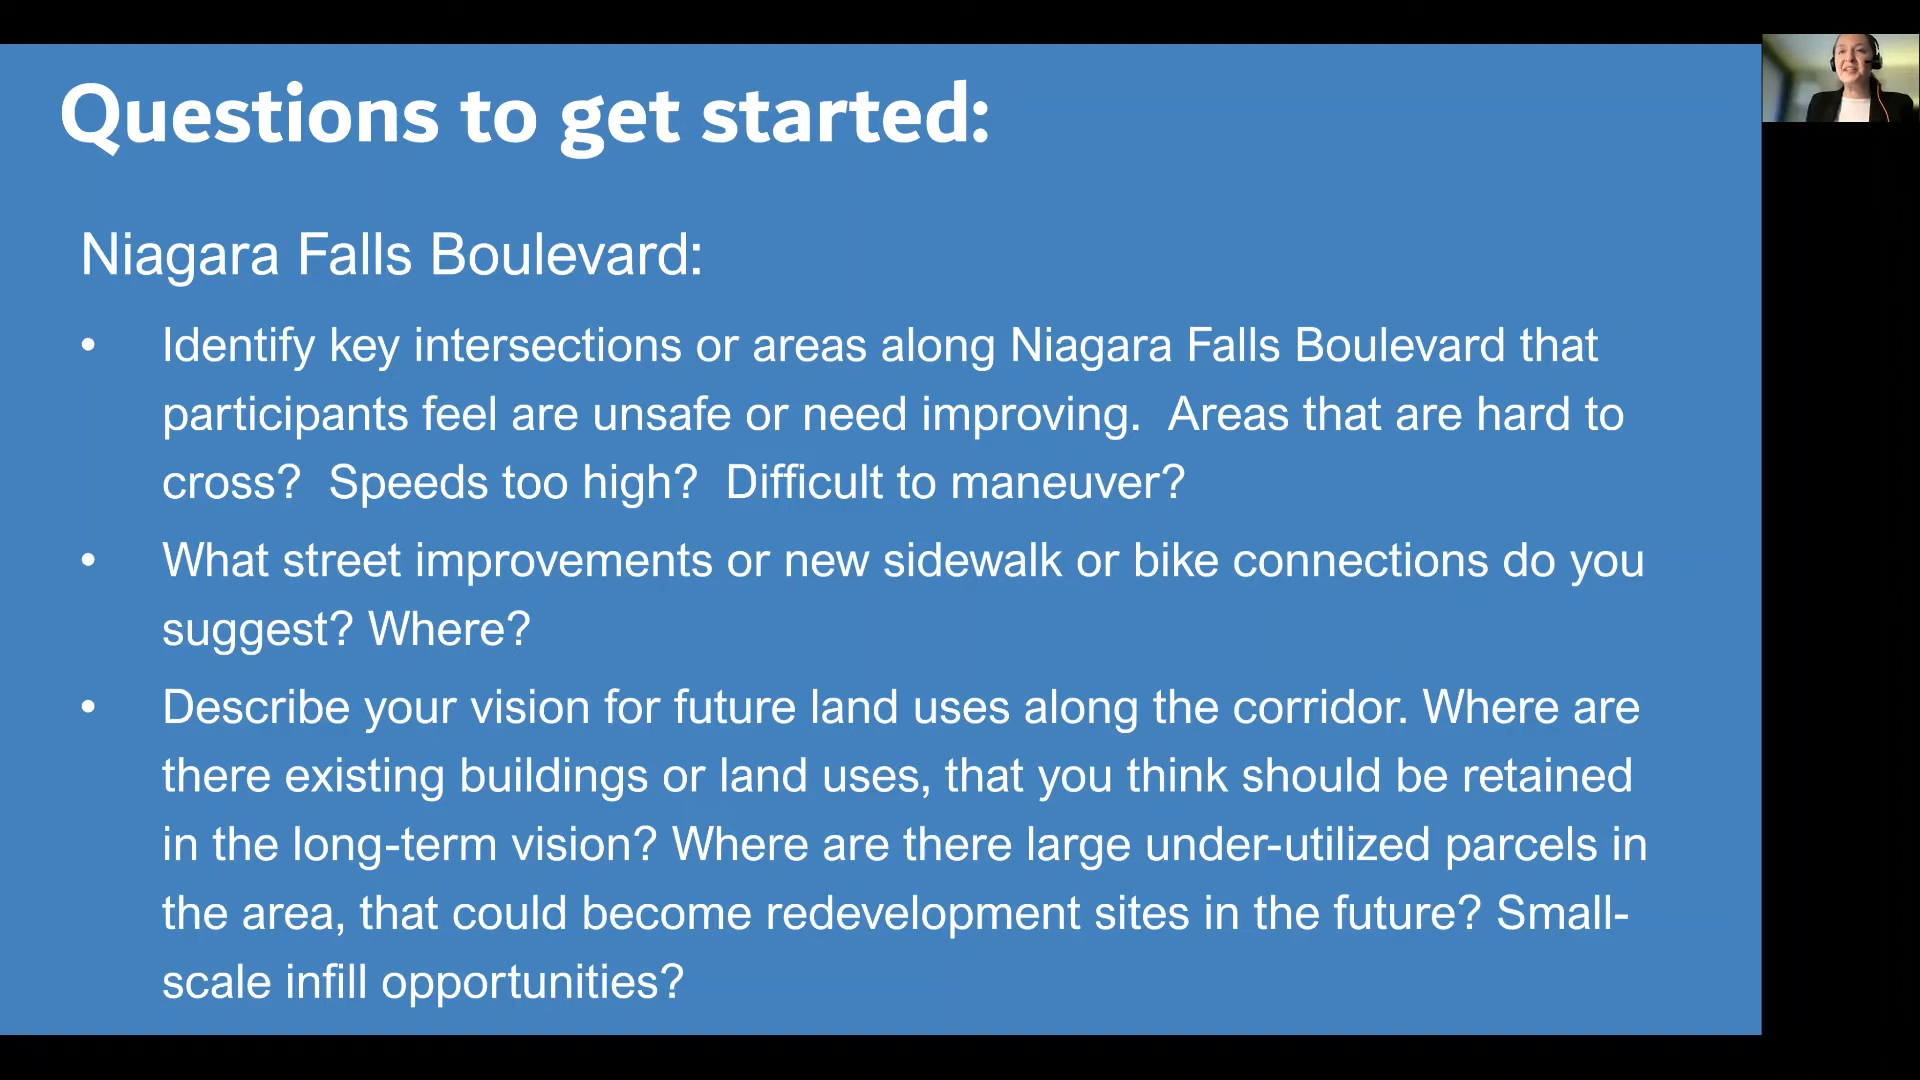 Questions to get started:
Niagara Falls Boulevard:
• Identify key intersections or areas along Niagara Falls Boulevard that
participants feel are unsafe or need improving.  Areas that are hard to
cross?  Speeds too high?  Difficult to maneuver?
• What street improvements or new sidewalk or bike connections do you
suggest? Where?
• Describe your vision for future land uses along the corridor. Where are
there existing buildings or land uses, that you think should be retained
in the long-term vision? Where are there large under-utilized parcels in
the area, that could become redevelopment sites in the future? Small-
scale infill opportunities?